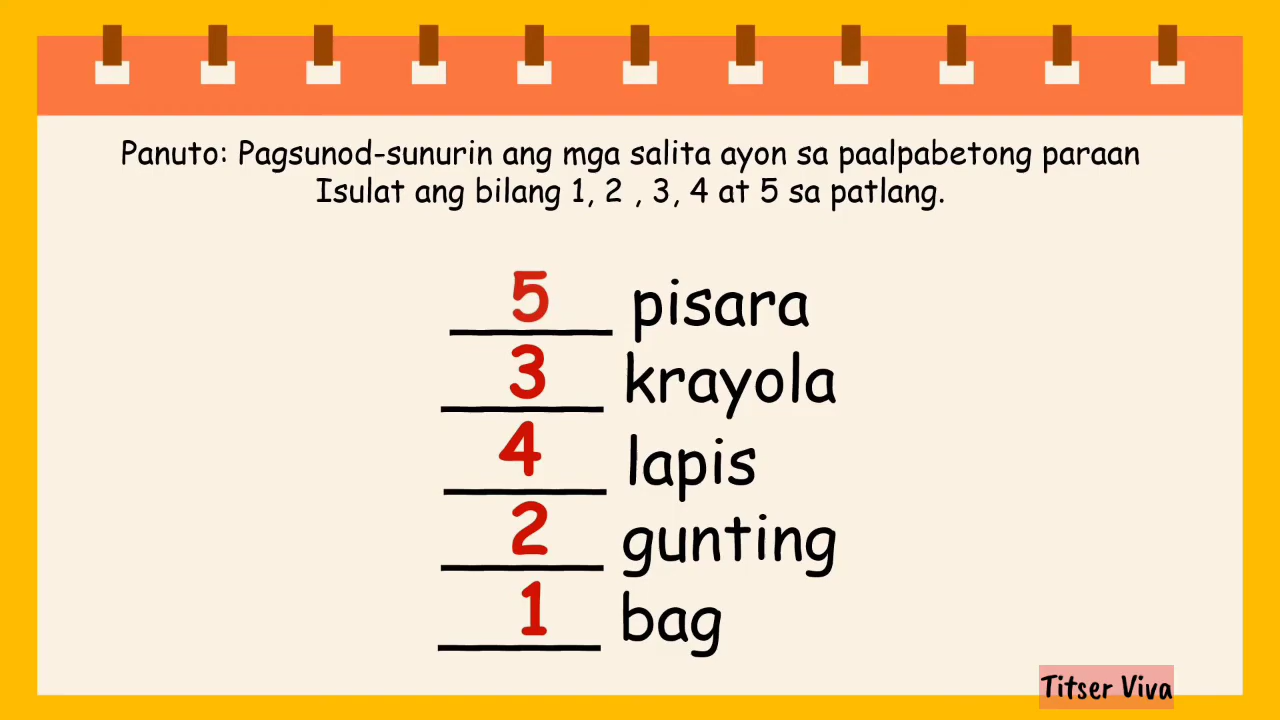 Panuto: Pagsunod-sunurin ang mga salita ayon sa paalpabetong paraan
Isulat ang bilang 1, 2 , 3, 4 at 5 sa patlang.
5 pisara
3 krayola
4 lapis
2 gunting
1 bag
Titser Viva